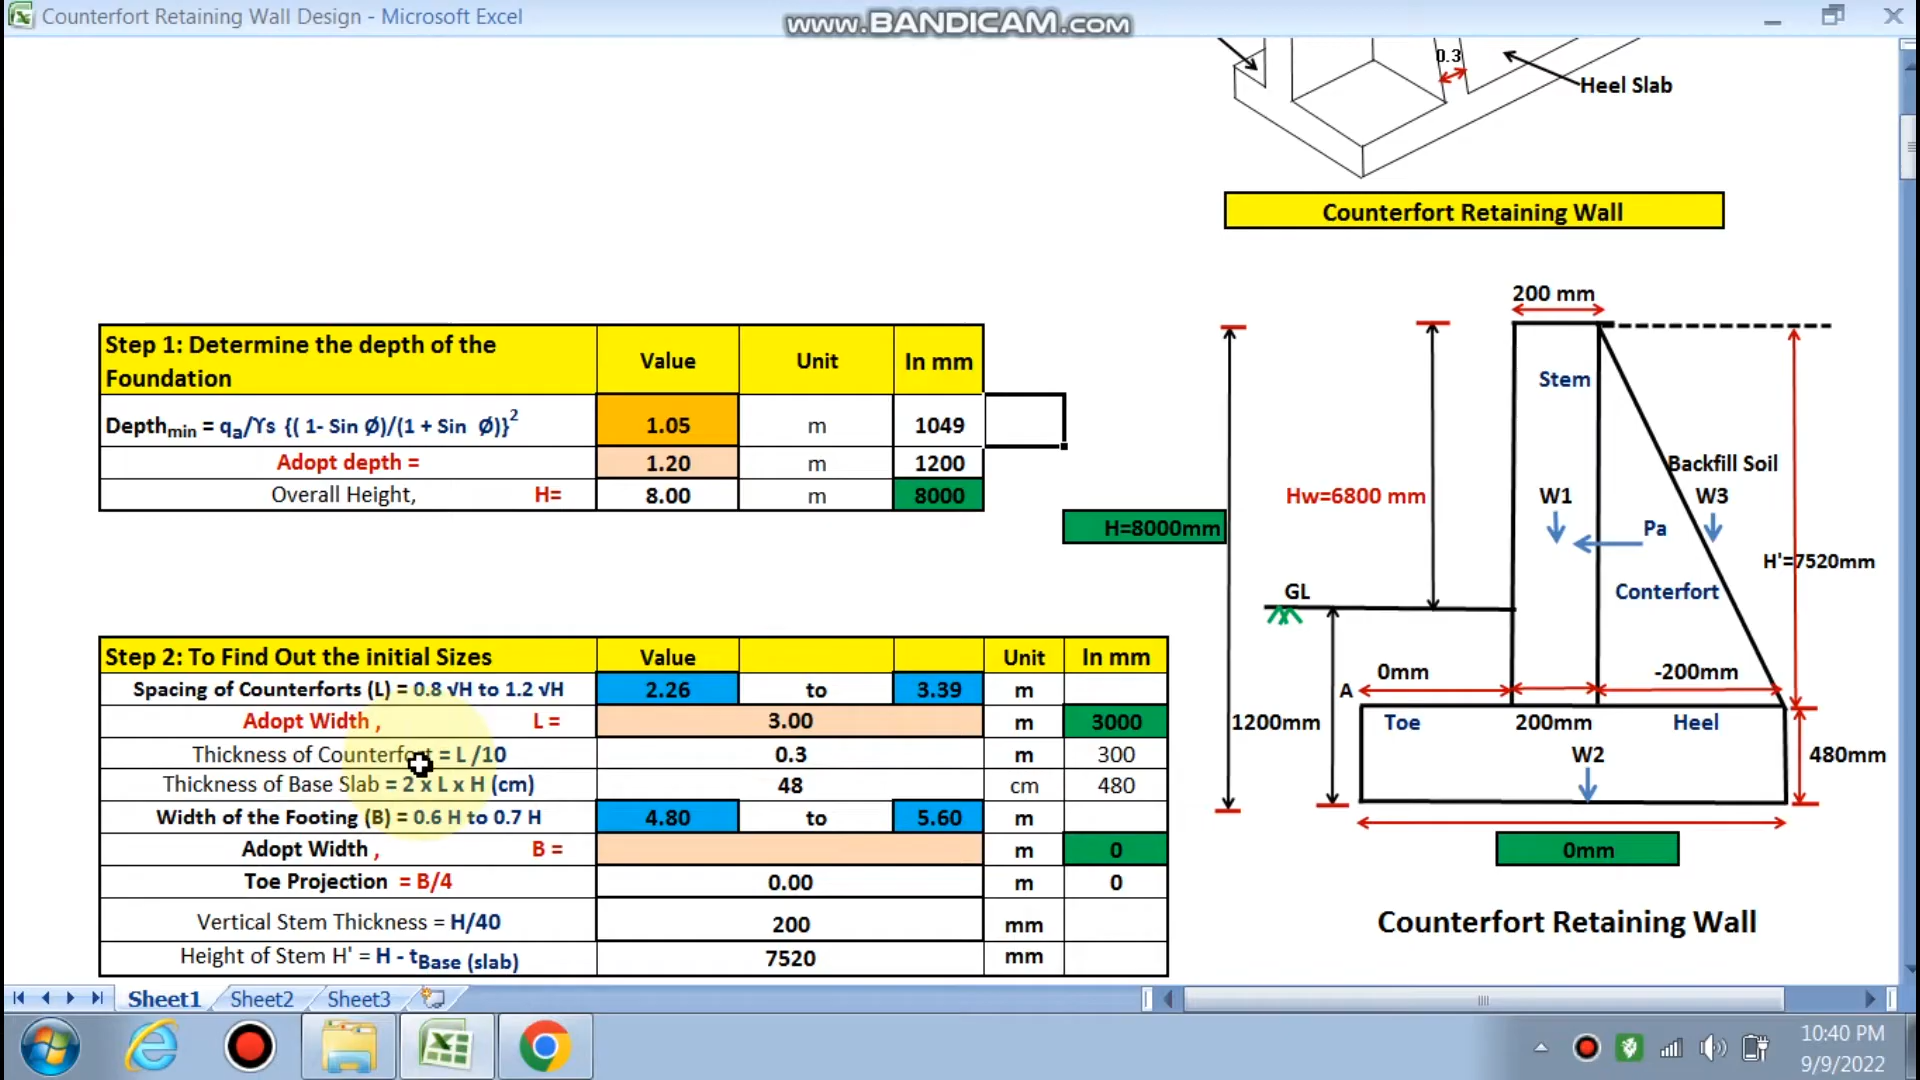 Counterfort Retaining Wall Design - Microsoft Excel
www.BANDICAM.com
0.3
Heel Slab
Counterfort Retaining Wall
Step 1: Determine the depth of the Foundation Value Unit In mm
Depthmin = qa/ϒs {( 1- Sin Ø)/(1 + Sin Ø)}2 1.05 m 1049
Adopt depth = 1.20 m 1200
Overall Height, H= 8.00 m 8000
H=8000mm
200 mm
Stem
Backfill Soil
Hw=6800 mm
W1
W3
Pa
H'=7520mm
GL
Conterfort
0mm
-200mm
A
1200mm
Toe
200mm
Heel
W2
480mm
0mm
Counterfort Retaining Wall
Step 2: To Find Out the initial Sizes Value Unit In mm
Spacing of Counterforts (L) = 0.8 √H to 1.2 √H 2.26 to 3.39 m
Adopt Width , L = 3.00 m 3000
Thickness of Counterfort = L /10 0.3 m 300
Thickness of Base Slab = 2 x L x H (cm) 48 cm 480
Width of the Footing (B) = 0.6 H to 0.7 H 4.80 to 5.60 m
Adopt Width , B = m 0
Toe Projection = B/4 0.00 m 0
Vertical Stem Thickness = H/40 200 mm
Height of Stem H' = H - tBase (slab) 7520 mm
Sheet1 Sheet2 Sheet3
10:40 PM
9/9/2022